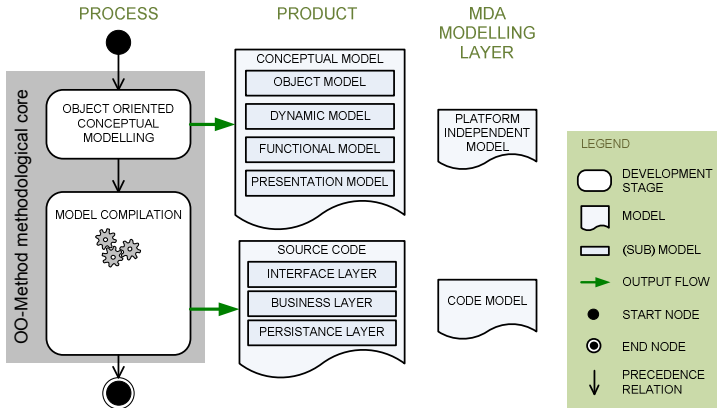 PROCESS
PRODUCT
MDA
MODELLING
LAYER
OO-Method methodological core
OBJECT ORIENTED
CONCEPTUAL
MODELLING
MODEL COMPILATION
CONCEPTUAL MODEL
OBJECT MODEL
DYNAMIC MODEL
FUNCTIONAL MODEL
PRESENTATION MODEL
SOURCE CODE
INTERFACE LAYER
BUSINESS LAYER
PERSISTANCE LAYER
PLATFORM
INDEPENDENT
MODEL
CODE MODEL
LEGEND
DEVELOPMENT
STAGE
MODEL
(SUB) MODEL
OUTPUT FLOW
START NODE
END NODE
PRECEDENCE
RELATION